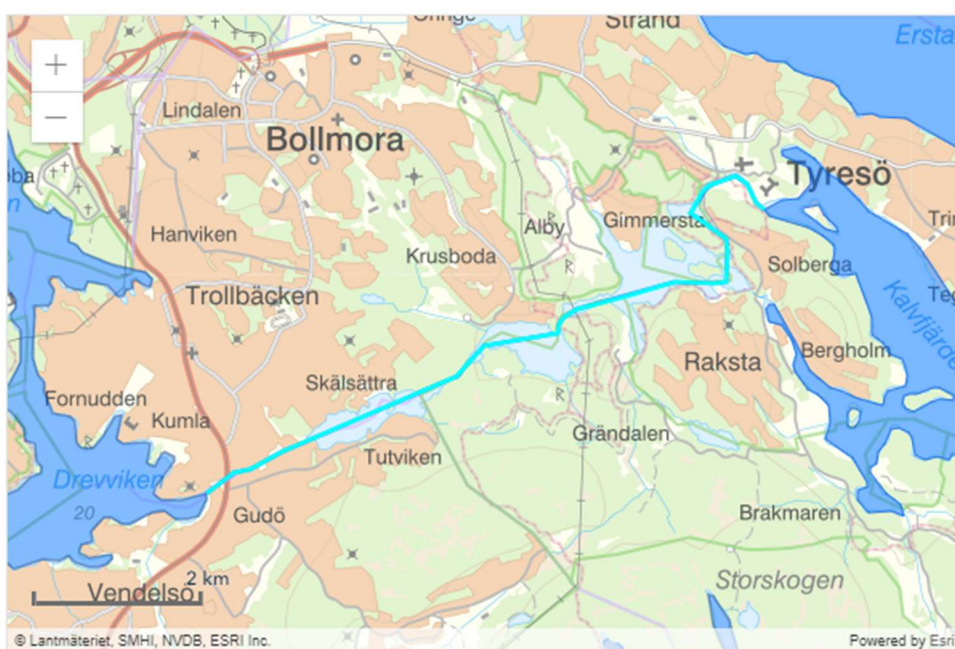 Strand
Ersta
+
Lindalen
−
Bollmora
Tyresö
Gimmersta
Alby
Hanviken
Krusboda
Solberga
Trollbäcken
Kalvfjärde
Bergholm
Raksta
Skälsättra
Fornudden
Kumla
Grändalen
Tutviken
Drevviken
20
Gudö
Brakmaren
2 km
Vendelsö
Storskogen
© Lantmäteriet, SMHI, NVDB, ESRI Inc.
Powered by Esri